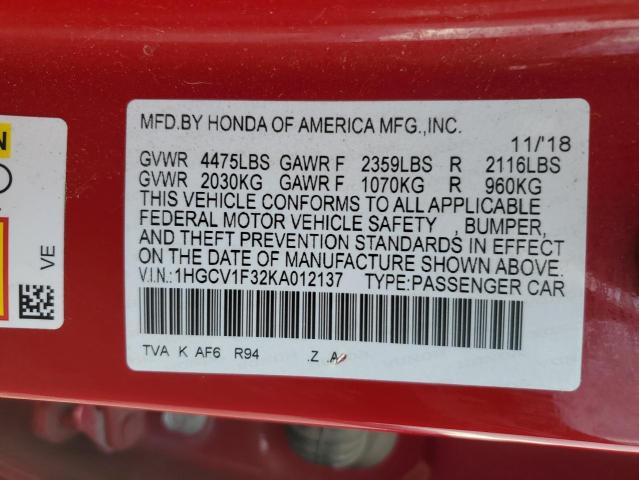 MFD.BY HONDA OF AMERICA MFG.,INC.
11/'18
GVWR 4475LBS GAWR F 2359LBS R 2116LBS
GVWR 2030KG GAWR F 1070KG R 960KG
THIS VEHICLE CONFORMS TO ALL APPLICABLE
FEDERAL MOTOR VEHICLE SAFETY , BUMPER,
AND THEFT PREVENTION STANDARDS IN EFFECT
ON THE DATE OF MANUFACTURE SHOWN ABOVE.
V.I.N.:1HGCV1F32KA012137 TYPE:PASSENGER CAR
TVA K AF6 R94 .Z .A
VE